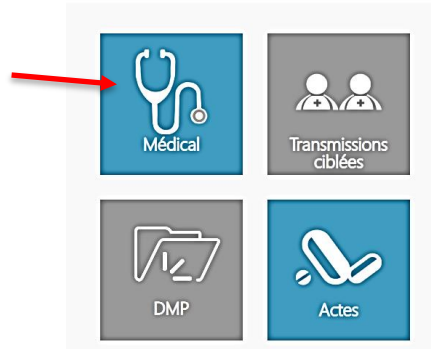 Médical
Transmissions
ciblées
DMP
Actes